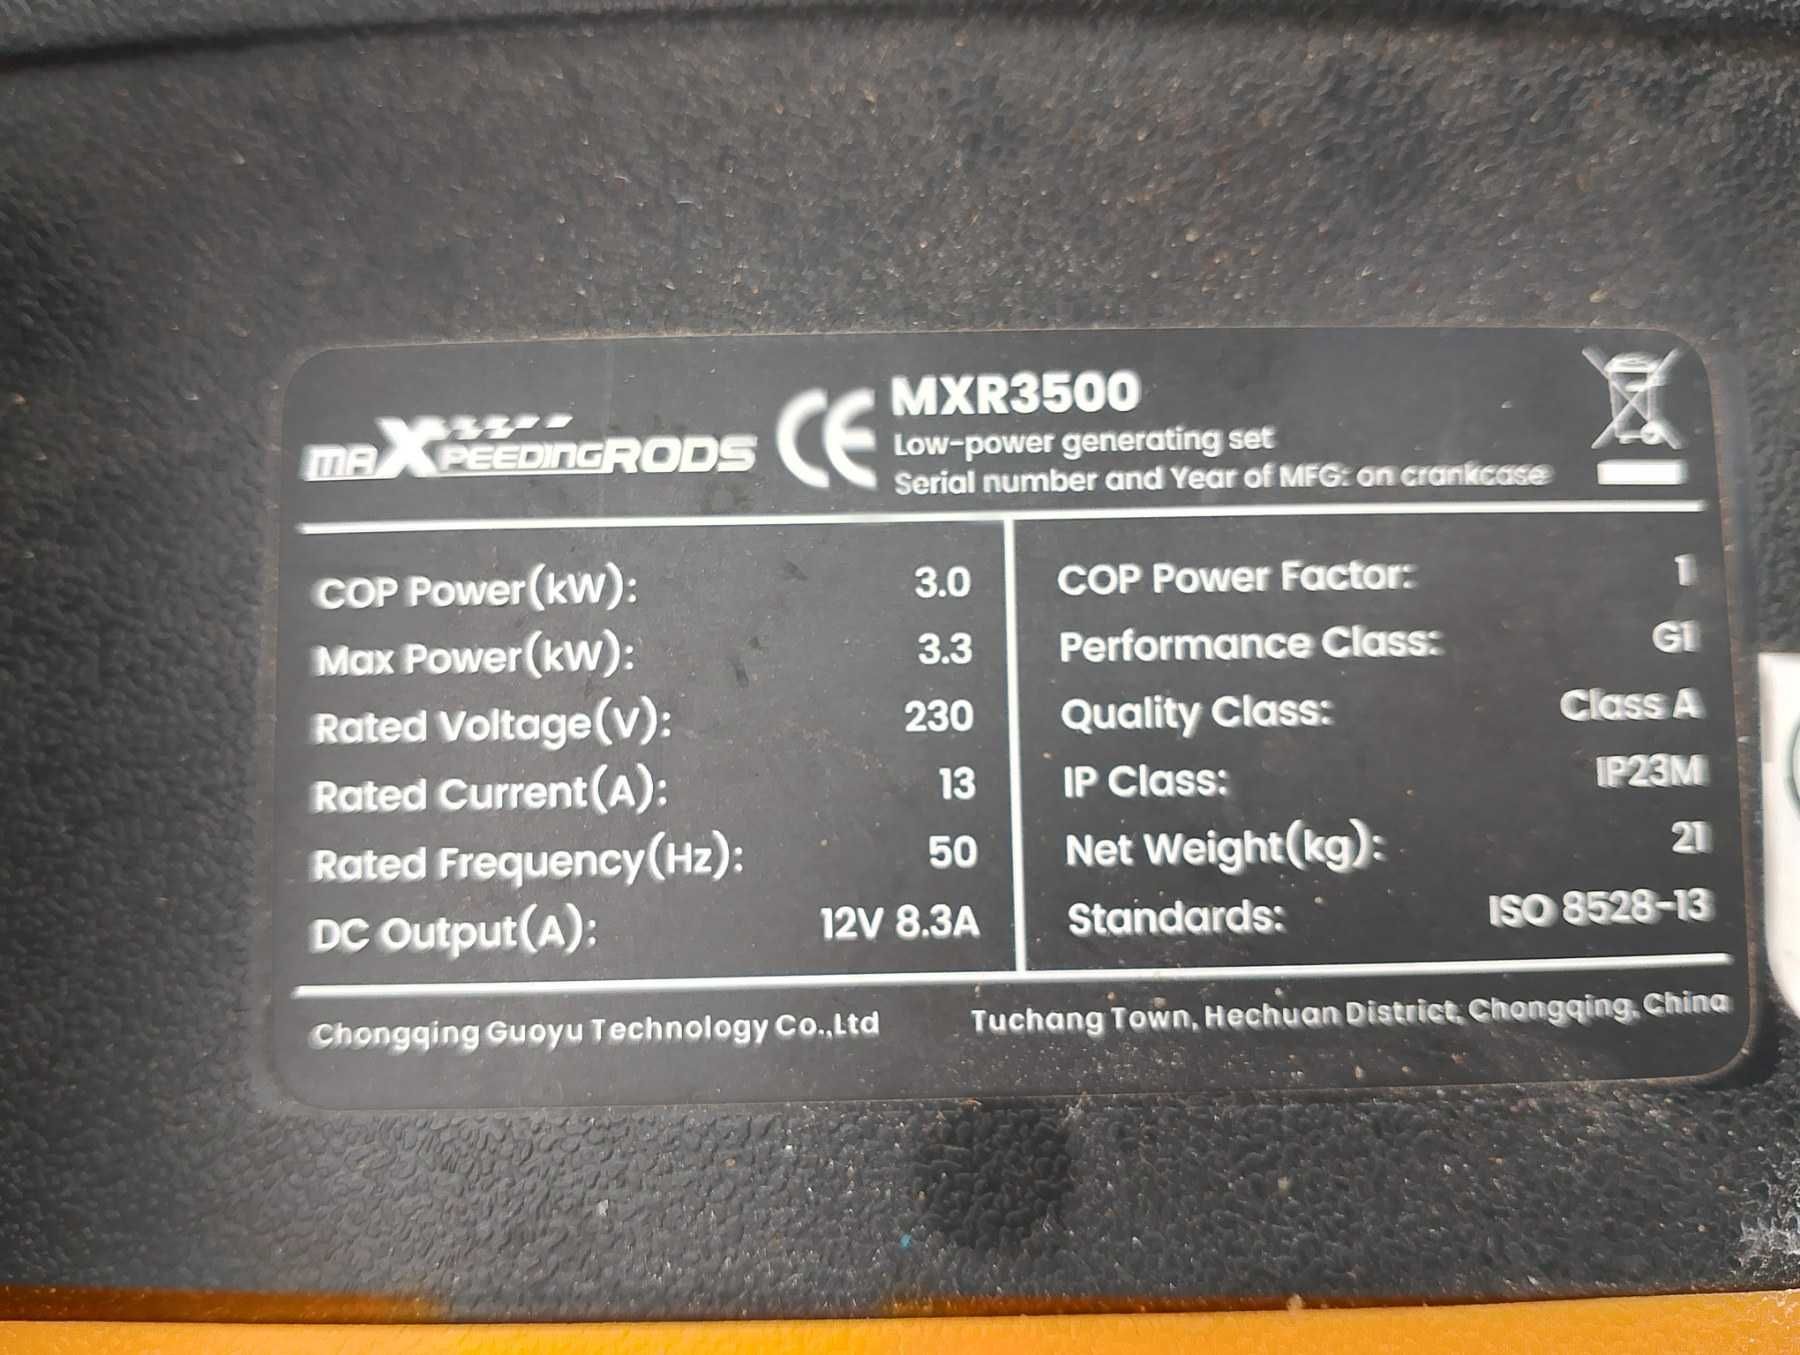 maXpeedingRODS CE MXR3500
Low-power generating set
Serial number and Year of MFG: on crankcase
COP Power(kW): 3.0
Max Power(kW): 3.3
Rated Voltage(V): 230
Rated Current(A): 13
Rated Frequency(Hz): 50
DC Output(A): 12V 8.3A
COP Power Factor: 1
Performance Class: G1
Quality Class: Class A
IP Class: IP23M
Net Weight(kg): 21
Standards: ISO 8528-13
Chongqing Guoyu Technology Co.,Ltd
Tuchang Town, Hechuan District, Chongqing, China